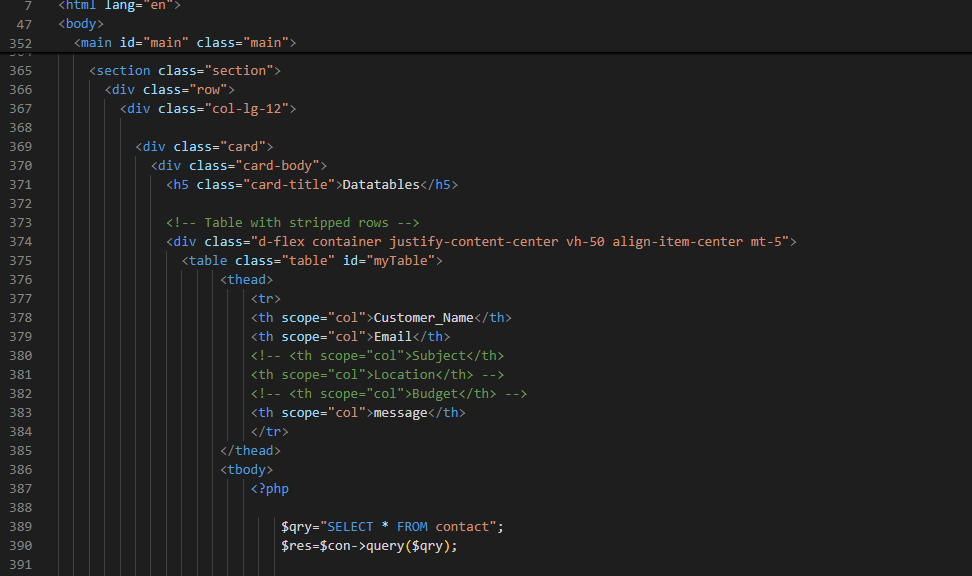 7 <html lang="en">
47 <body>
352 <main id="main" class="main">
365 <section class="section">
366 <div class="row">
367 <div class="col-lg-12">
368
369 <div class="card">
370 <div class="card-body">
371 <h5 class="card-title">Datatables</h5>
372
373 <!-- Table with stripped rows -->
374 <div class="d-flex container justify-content-center vh-50 align-item-center mt-5">
375 <table class="table" id="myTable">
376 <thead>
377 <tr>
378 <th scope="col">Customer_Name</th>
379 <th scope="col">Email</th>
380 <!-- <th scope="col">Subject</th>
381 <th scope="col">Location</th> -->
382 <!-- <th scope="col">Budget</th> -->
383 <th scope="col">message</th>
384 </tr>
385 </thead>
386 <tbody>
387 <?php
388
389 $qry="SELECT * FROM contact";
390 $res=$con->query($qry);
391